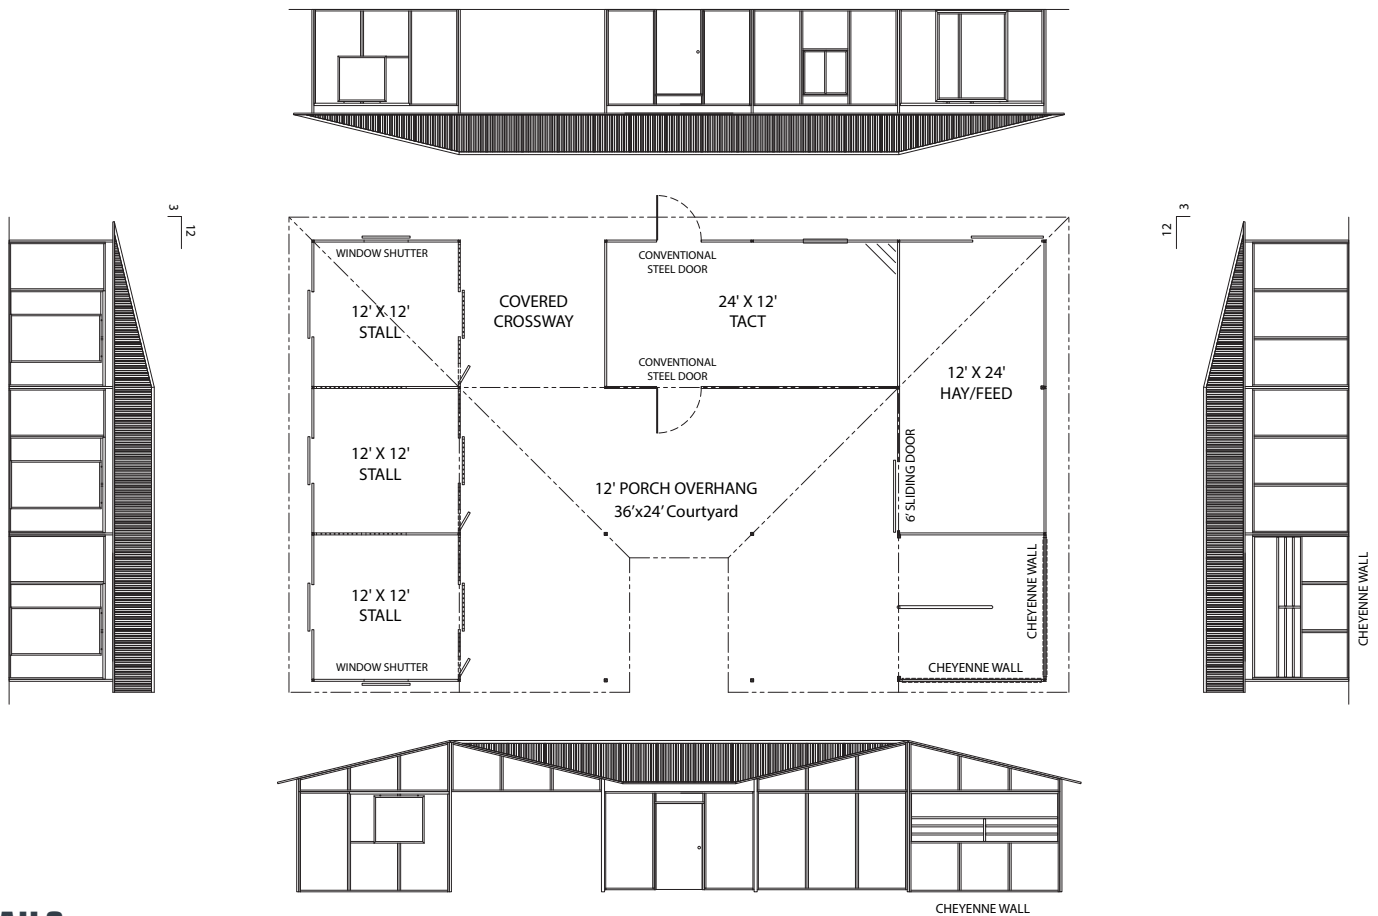 3
12
12
3
WINDOW SHUTTER
12' X 12'
STALL
COVERED
CROSSWAY
CONVENTIONAL
STEEL DOOR
24' X 12'
TACT
CONVENTIONAL
STEEL DOOR
12' X 24'
HAY/FEED
12' X 12'
STALL
12' PORCH OVERHANG
36'x24' Courtyard
6' SLIDING DOOR
12' X 12'
STALL
WINDOW SHUTTER
CHEYENNE WALL
CHEYENNE WALL
CHEYENNE WALL
CHEYENNE WALL